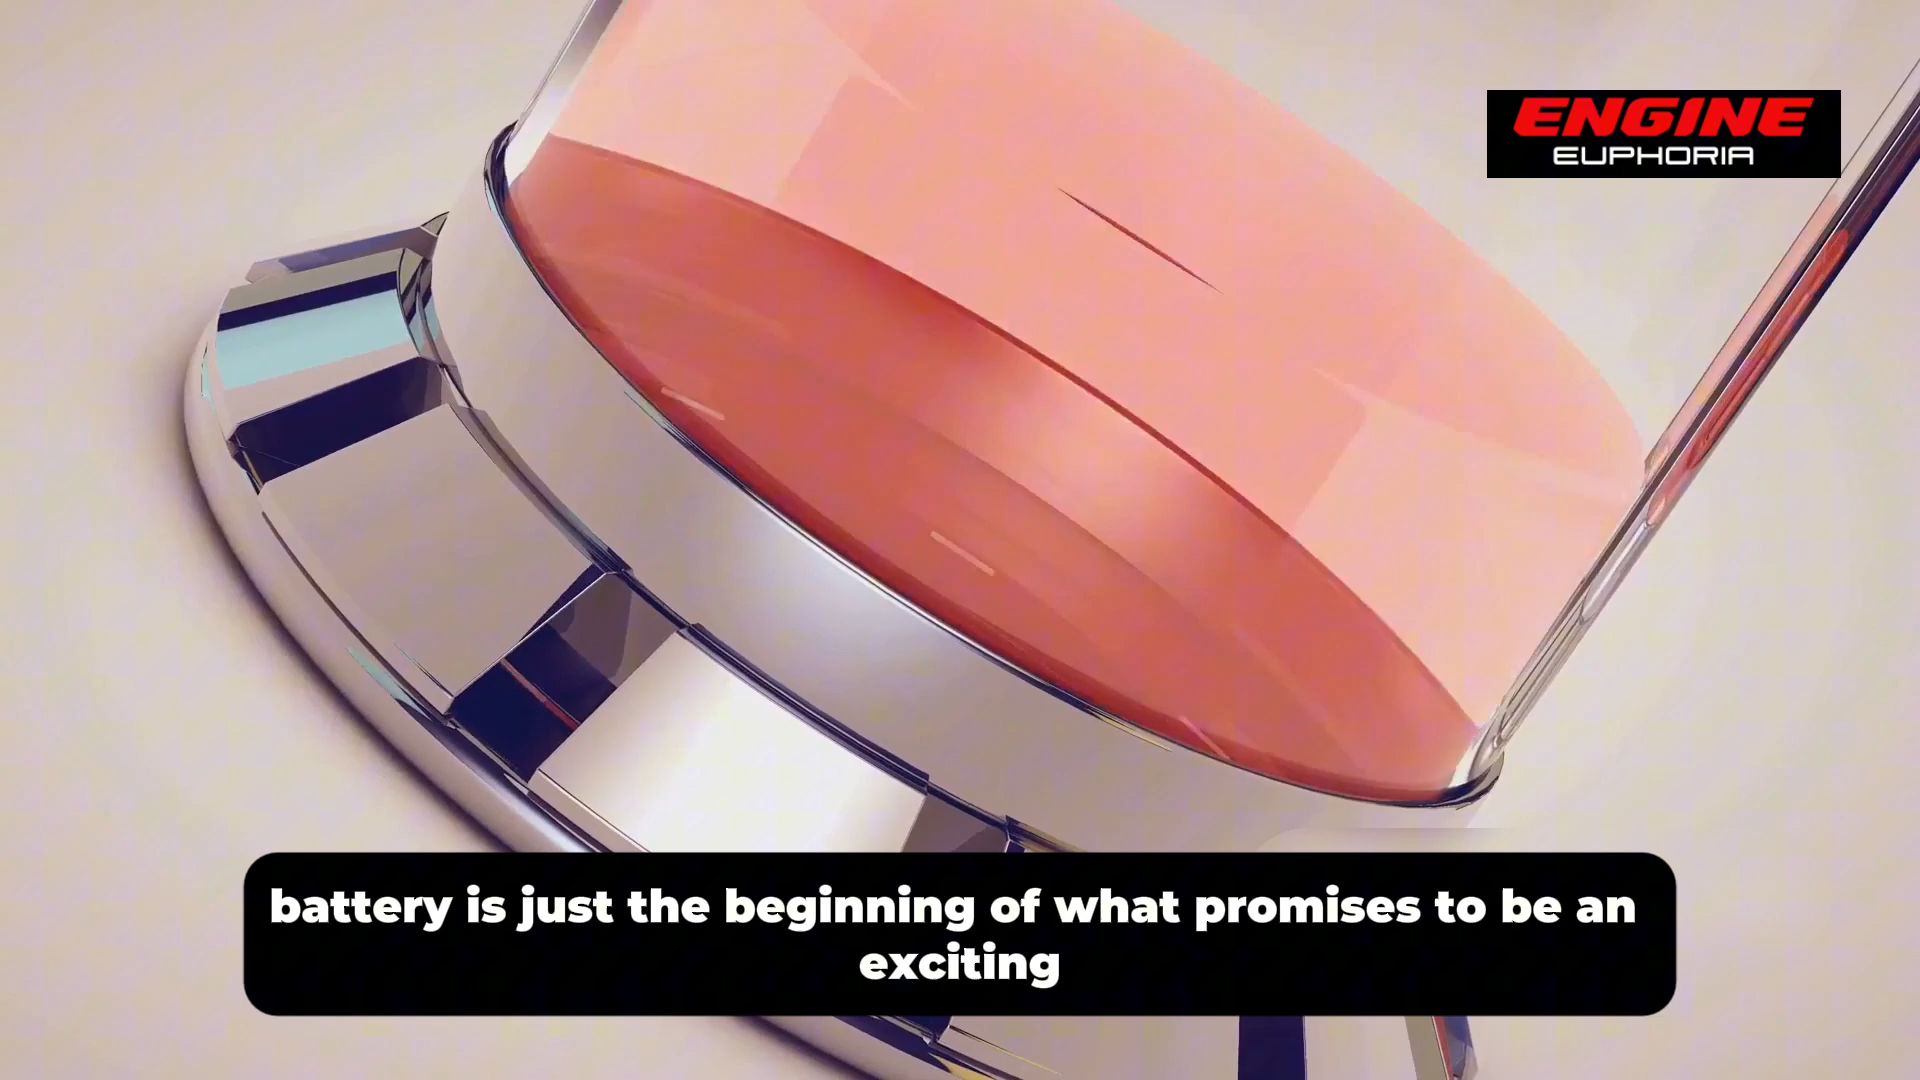 ENGINE
EUPHORIA
battery is just the beginning of what promises to be an
exciting